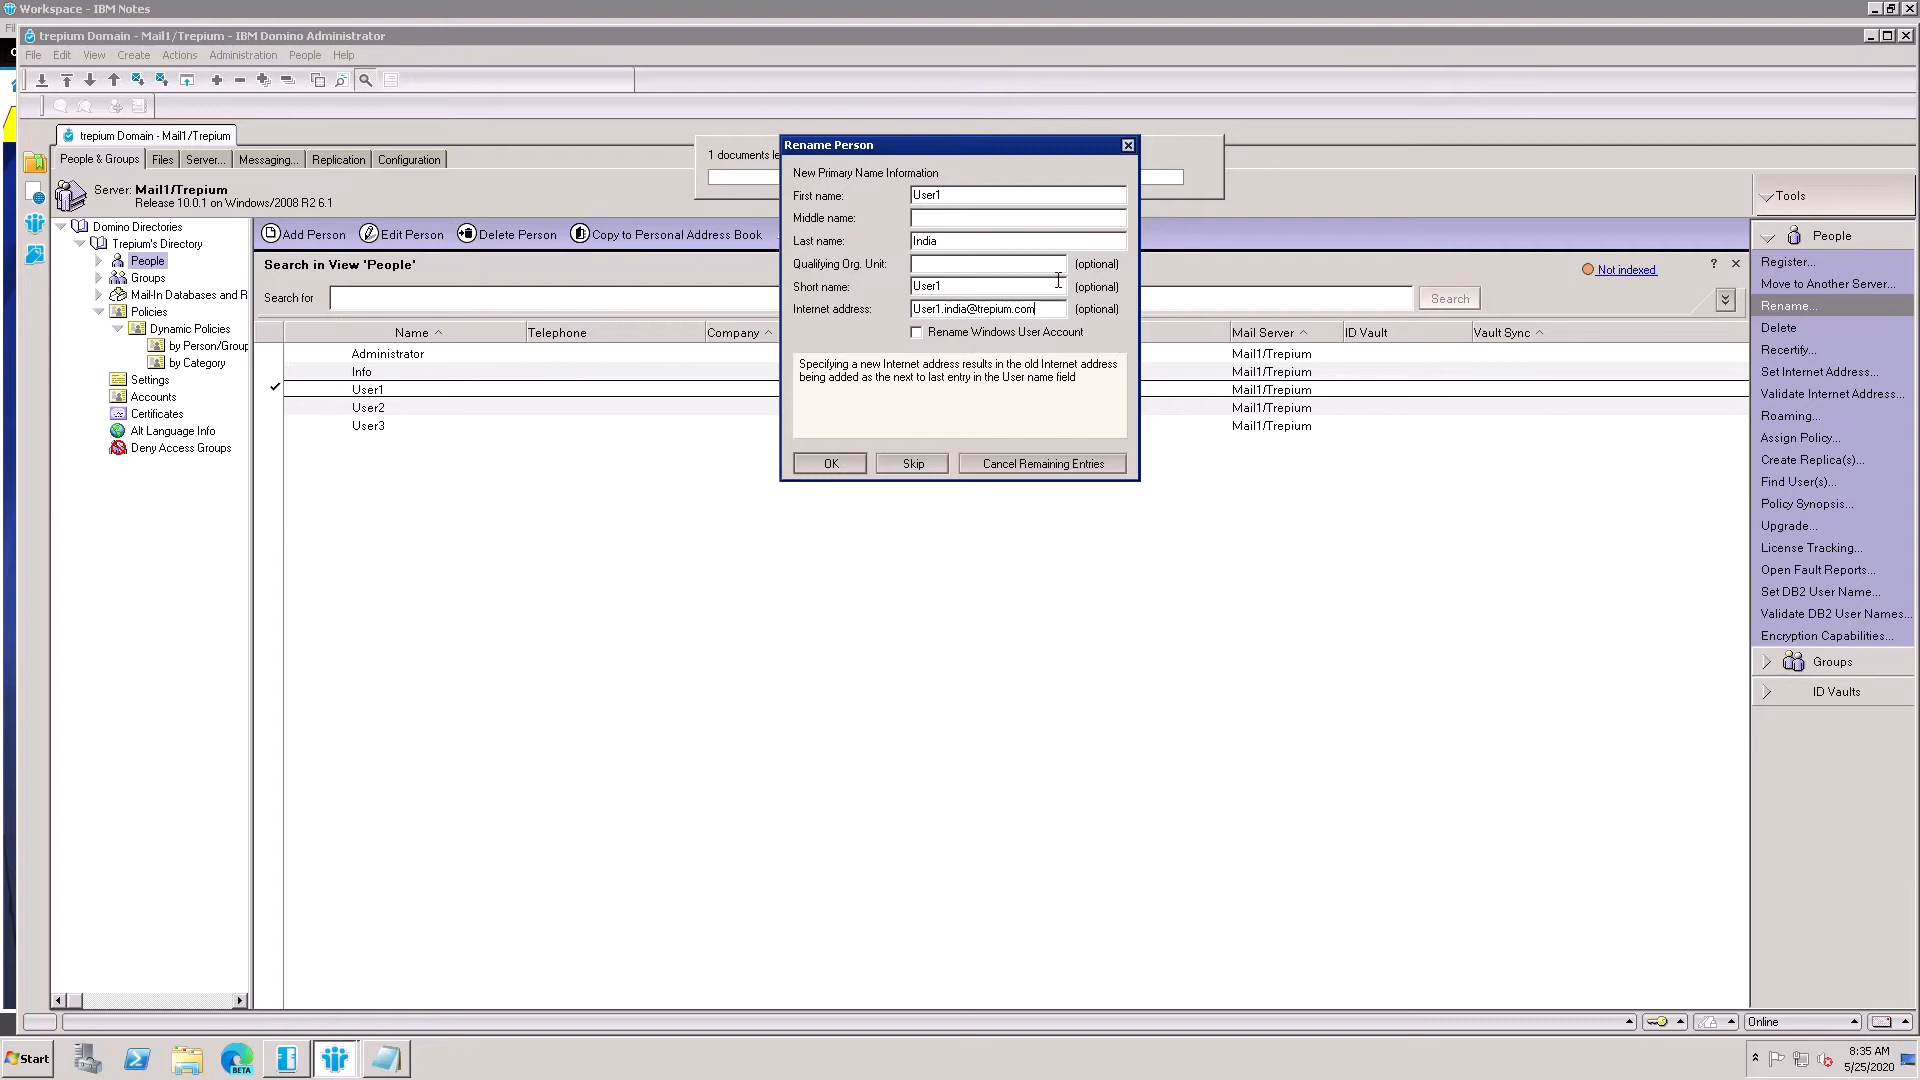 Workspace - IBM Notes
trepium Domain - Mail1/Trepium - IBM Domino Administrator
File Edit View Create Actions Administration People Help
trepium Domain - Mail1/Trepium
People & Groups Files Server... Messaging... Replication Configuration
Server: Mail1/Trepium
Release 10.0.1 on Windows/2008 R2 6.1
Domino Directories
Trepium's Directory
People
Groups
Mail-In Databases and R
Policies
Dynamic Policies
by Person/Group
by Category
Settings
Accounts
Certificates
Alt Language Info
Deny Access Groups
Add Person Edit Person Delete Person Copy to Personal Address Book
Search in View 'People'
Not indexed ?
Search for Search
Name Telephone Company Mail Server ID Vault Vault Sync
Administrator Mail1/Trepium
Info Mail1/Trepium
User1 Mail1/Trepium
User2 Mail1/Trepium
User3 Mail1/Trepium
1 documents le
Rename Person
New Primary Name Information
First name: User1
Middle name:
Last name: India
Qualifying Org. Unit: (optional)
Short name: User1 (optional)
Internet address: User1.india@trepium.com (optional)
Rename Windows User Account
Specifying a new Internet address results in the old Internet address
being added as the next to last entry in the User name field
OK Skip Cancel Remaining Entries
Tools
People
Register...
Move to Another Server...
Rename...
Delete
Recertify...
Set Internet Address...
Validate Internet Address...
Roaming...
Assign Policy...
Create Replica(s)...
Find User(s)...
Policy Synopsis...
Upgrade...
License Tracking...
Open Fault Reports...
Set DB2 User Name...
Validate DB2 User Names...
Encryption Capabilities...
Groups
ID Vaults
Online
Start
BETA
8:35 AM
5/25/2020